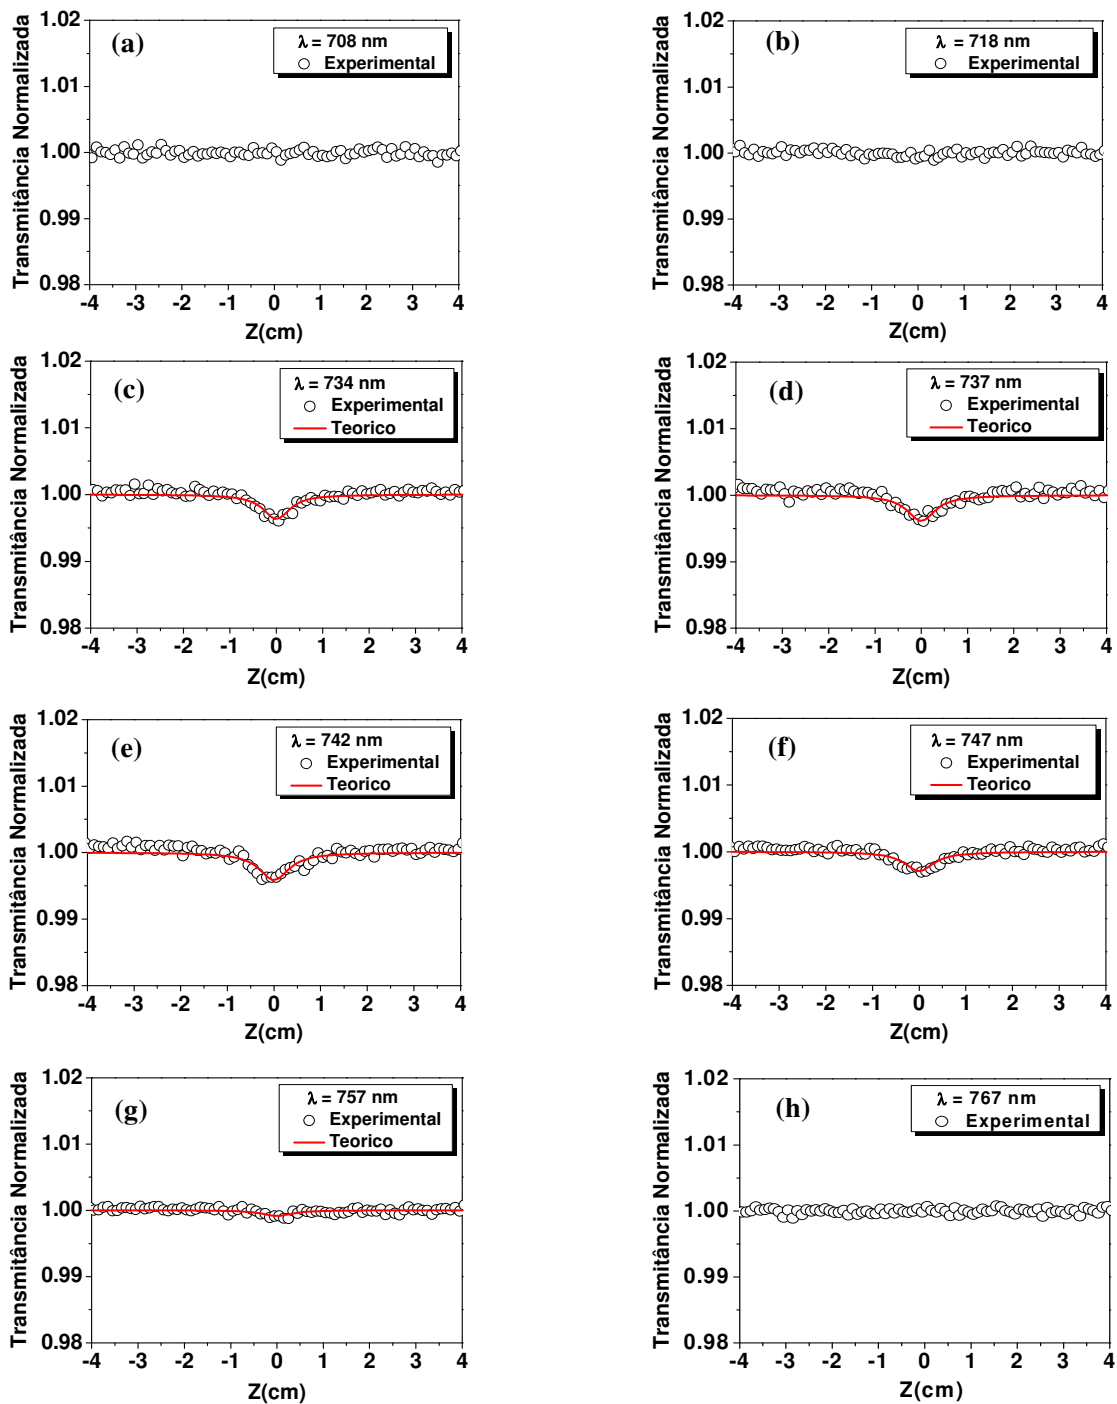 (a)
λ = 708 nm
Experimental
Transmitância Normalizada
1.02
1.01
1.00
0.99
0.98
-4 -3 -2 -1 0 1 2 3 4
Z(cm)
(b)
λ = 718 nm
Experimental
Transmitância Normalizada
1.02
1.01
1.00
0.99
0.98
-4 -3 -2 -1 0 1 2 3 4
Z(cm)
(c)
λ = 734 nm
Experimental
Teorico
Transmitância Normalizada
1.02
1.01
1.00
0.99
0.98
-4 -3 -2 -1 0 1 2 3 4
Z(cm)
(d)
λ = 737 nm
Experimental
Teorico
Transmitância Normalizada
1.02
1.01
1.00
0.99
0.98
-4 -3 -2 -1 0 1 2 3 4
Z(cm)
(e)
λ = 742 nm
Experimental
Teorico
Transmitância Normalizada
1.02
1.01
1.00
0.99
0.98
-4 -3 -2 -1 0 1 2 3 4
Z(cm)
(f)
λ = 747 nm
Experimental
Teorico
Transmitância Normalizada
1.02
1.01
1.00
0.99
0.98
-4 -3 -2 -1 0 1 2 3 4
Z(cm)
(g)
λ = 757 nm
Experimental
Teorico
Transmitância Normalizada
1.02
1.01
1.00
0.99
0.98
-4 -3 -2 -1 0 1 2 3 4
Z(cm)
(h)
λ = 767 nm
Experimental
Transmitância Normalizada
1.02
1.01
1.00
0.99
0.98
-4 -3 -2 -1 0 1 2 3 4
Z(cm)